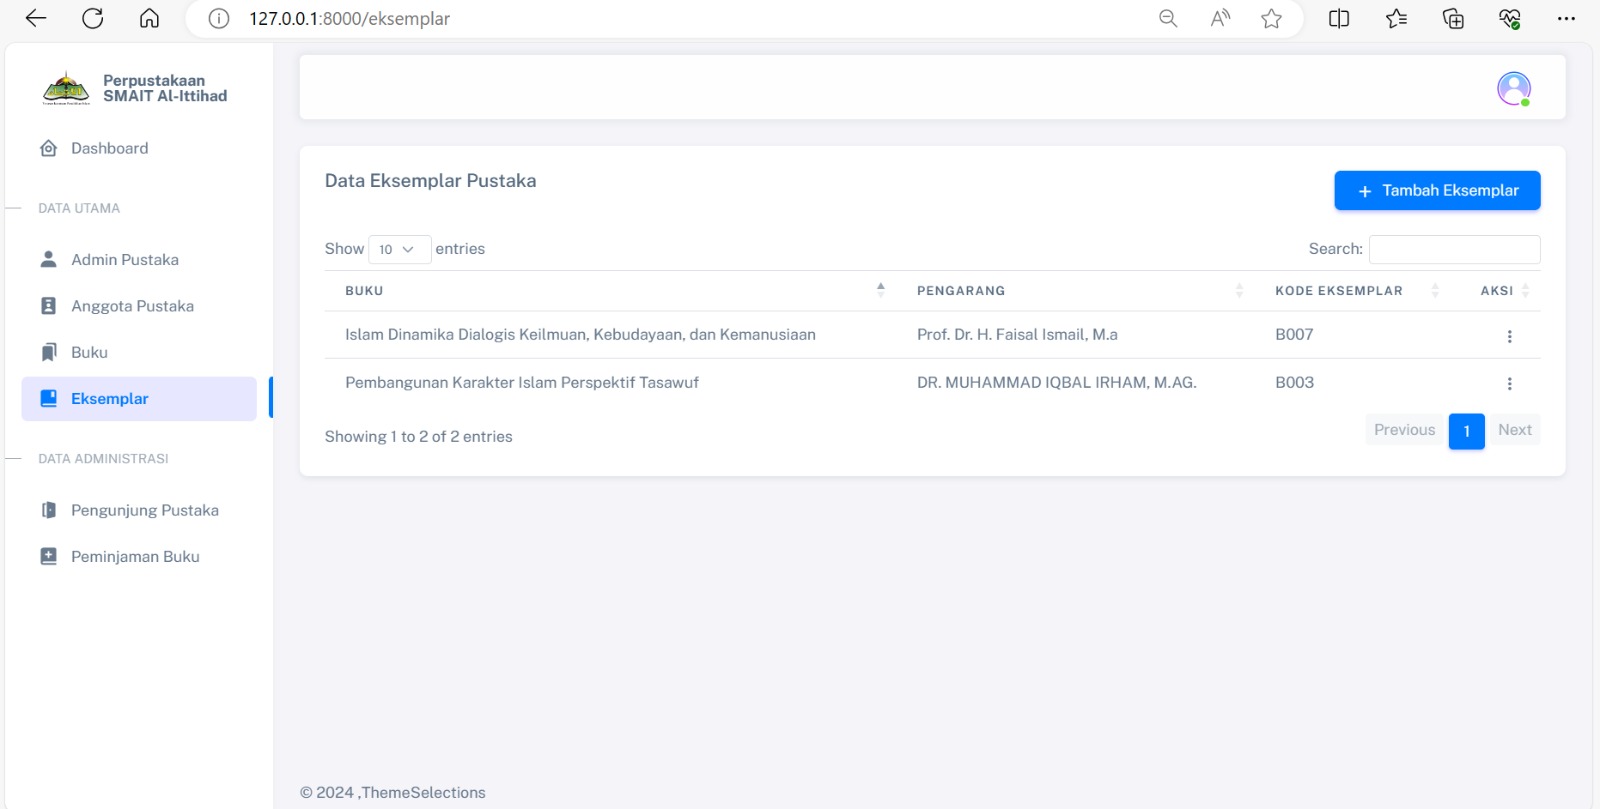 127.0.0.1:8000/eksemplar
Perpustakaan
SMAIT Al-Ittihad
Dashboard
DATA UTAMA
Admin Pustaka
Anggota Pustaka
Buku
Eksemplar
DATA ADMINISTRASI
Pengunjung Pustaka
Peminjaman Buku
Data Eksemplar Pustaka
+ Tambah Eksemplar
Show 10 entries Search:
BUKU PENGARANG KODE EKSEMPLAR AKSI
Islam Dinamika Dialogis Keilmuan, Kebudayaan, dan Kemanusiaan Prof. Dr. H. Faisal Ismail, M.a B007
Pembangunan Karakter Islam Perspektif Tasawuf DR. MUHAMMAD IQBAL IRHAM, M.AG. B003
Showing 1 to 2 of 2 entries Previous 1 Next
© 2024 ,ThemeSelections